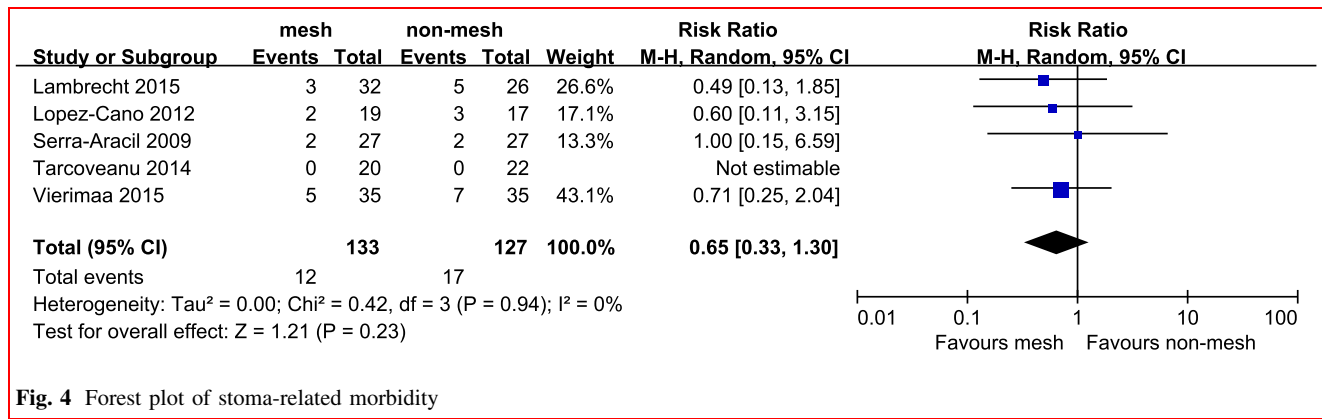 mesh non-mesh Risk Ratio Risk Ratio
Study or Subgroup Events Total Events Total Weight M-H, Random, 95% CI M-H, Random, 95% CI
Lambrecht 2015 3 32 5 26 26.6% 0.49 [0.13, 1.85]
Lopez-Cano 2012 2 19 3 17 17.1% 0.60 [0.11, 3.15]
Serra-Aracil 2009 2 27 2 27 13.3% 1.00 [0.15, 6.59]
Tarcoveanu 2014 0 20 0 22 Not estimable
Vierimaa 2015 5 35 7 35 43.1% 0.71 [0.25, 2.04]
Total (95% CI) 133 127 100.0% 0.65 [0.33, 1.30]
Total events 12 17
Heterogeneity: Tau² = 0.00; Chi² = 0.42, df = 3 (P = 0.94); I² = 0%
Test for overall effect: Z = 1.21 (P = 0.23)
0.01 0.1 1 10 100
Favours mesh Favours non-mesh
Fig. 4 Forest plot of stoma-related morbidity